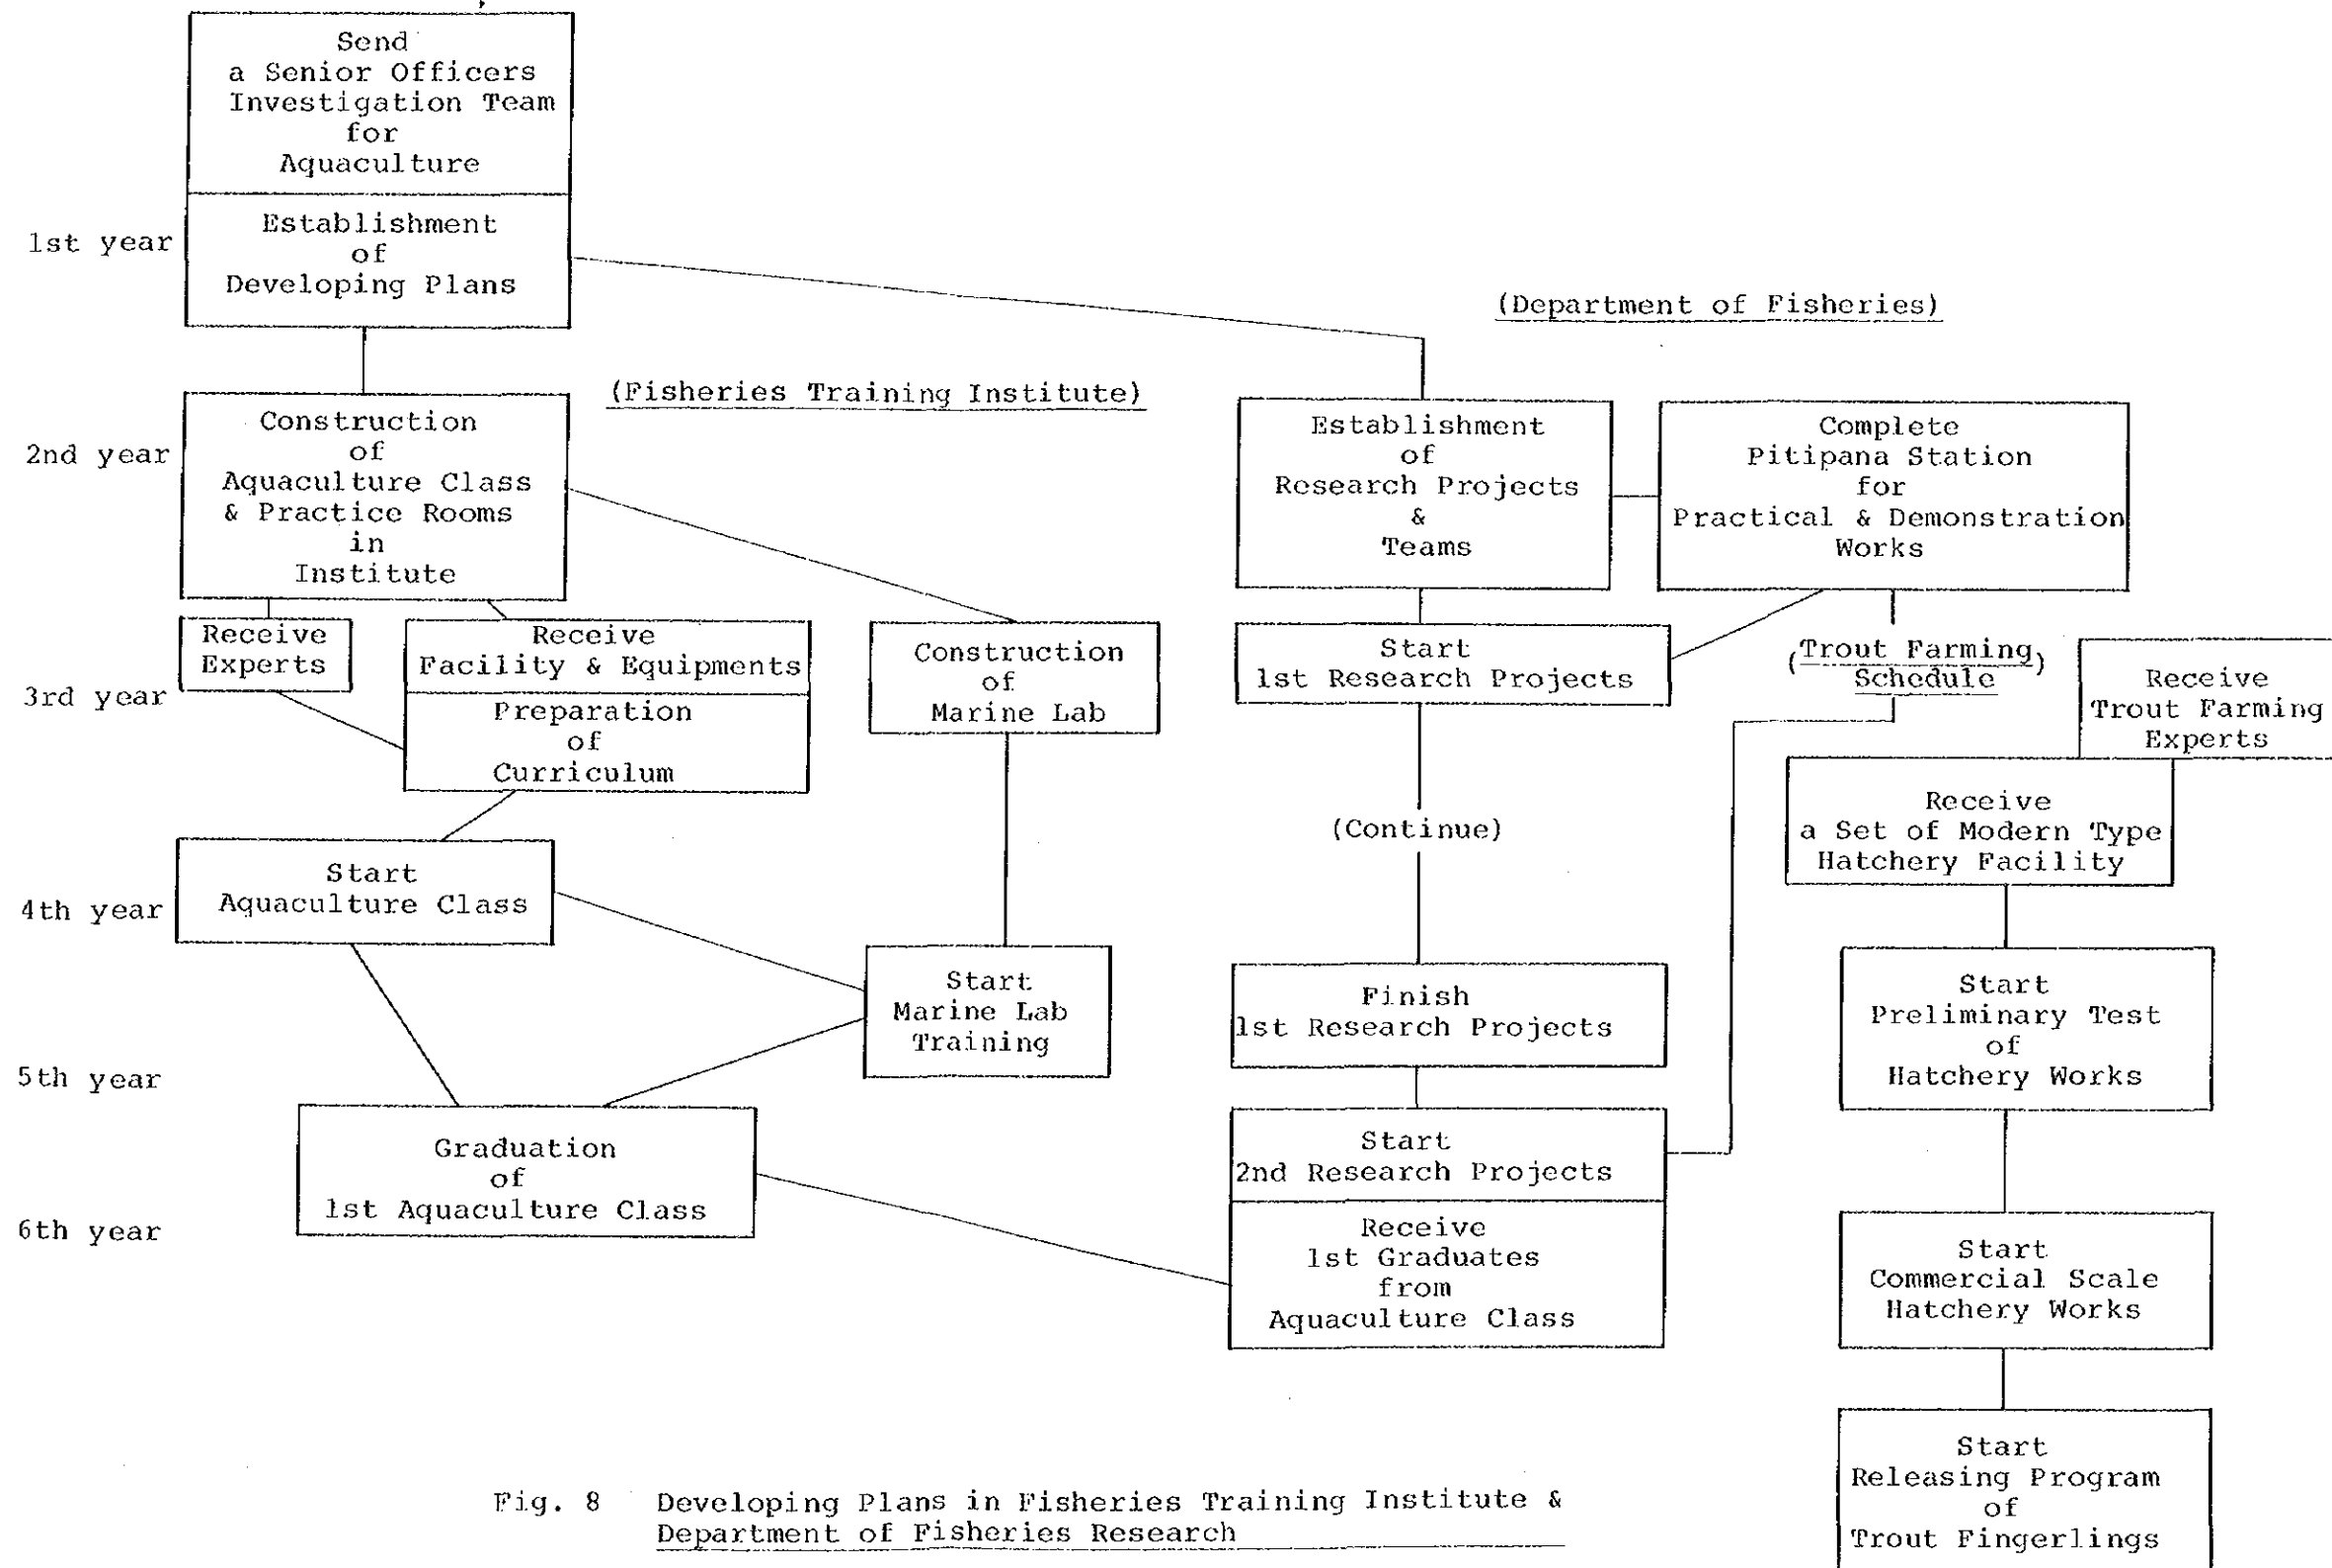 Send
a Senior Officers
Investigation Team
for
Aquaculture
1st year
Establishment
of
Developing Plans
(Department of Fisheries)
(Fisheries Training Institute)
2nd year
Construction
of
Aquaculture Class
& Practice Rooms
in
Institute
Establishment
of
Research Projects
&
Teams
Complete
Pitipana Station
for
Practical & Demonstration
Works
3rd year
Receive
Experts
Receive
Facility & Equipments
Preparation
of
Curriculum
Construction
of
Marine Lab
Start
1st Research Projects
(Trout Farming)
Schedule
Receive
Trout Farming
Experts
(Continue)
Receive
a Set of Modern Type
Hatchery Facility
4th year
Start
Aquaculture Class
Start
Marine Lab
Training
Finish
1st Research Projects
Start
Preliminary Test
of
Hatchery Works
5th year
Graduation
of
1st Aquaculture Class
Start
2nd Research Projects
6th year
Receive
1st Graduates
from
Aquaculture Class
Start
Commercial Scale
Hatchery Works
Start
Releasing Program
of
Trout Fingerlings
Fig. 8 Developing Plans in Fisheries Training Institute &
Department of Fisheries Research